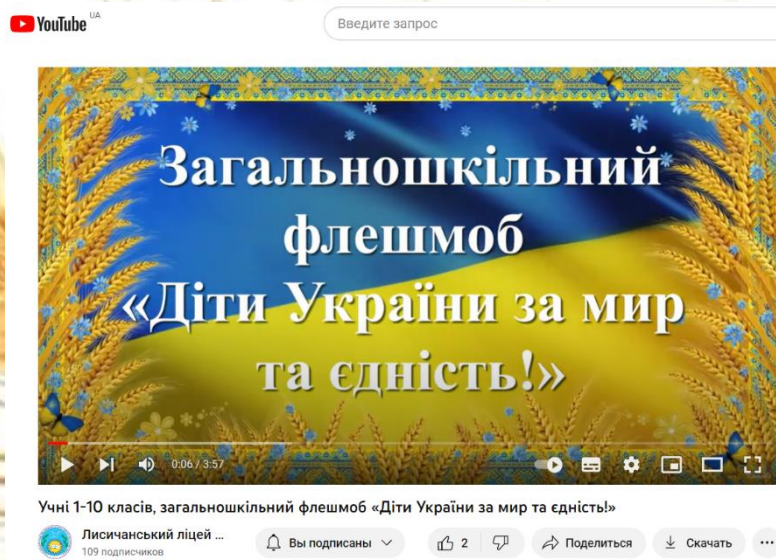 YouTube UA
Введите запрос
Загальношкільний
флешмоб
«Діти України за мир
та єдність!»
0:06 / 3:57
Учні 1-10 класів, загальношкільний флешмоб «Діти України за мир та єдність!»
Лисичанський ліцей ...
109 подписчиков
Вы подписаны
2
Поделиться
Скачать